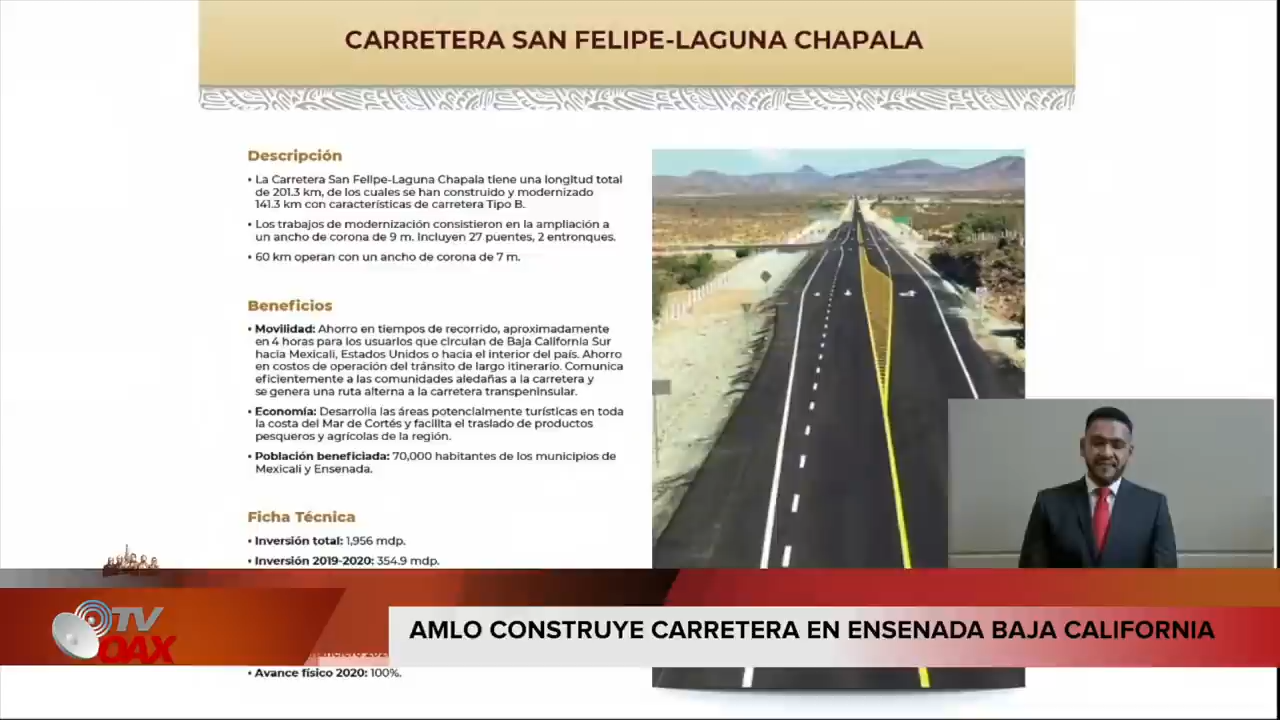 CARRETERA SAN FELIPE-LAGUNA CHAPALA
Descripción
• La Carretera San Felipe-Laguna Chapala tiene una longitud total
de 201.3 km, de los cuales se han construido y modernizado
141.3 km con características de carretera Tipo B.
• Los trabajos de modernización consistieron en la ampliación a
un ancho de corona de 9 m. Incluyen 27 puentes, 2 entronques.
• 60 km operan con un ancho de corona de 7 m.
Beneficios
• Movilidad: Ahorro en tiempos de recorrido, aproximadamente
en 4 horas para los usuarios que circulan de Baja California Sur
hacia Mexicali, Estados Unidos o hacia el interior del país. Ahorro
en costos de operación del tránsito de largo itinerario. Comunica
eficientemente a las comunidades aledañas a la carretera y
se genera una ruta alterna a la carretera transpeninsular.
• Economía: Desarrolla las áreas potencialmente turísticas en toda
la costa del Mar de Cortés y facilita el traslado de productos
pesqueros y agrícolas de la región.
• Población beneficiada: 70,000 habitantes de los municipios de
Mexicali y Ensenada.
Ficha Técnica
• Inversión total: 1,956 mdp.
• Inversión 2019-2020: 354.9 mdp.
TV
OAX
AMLO CONSTRUYE CARRETERA EN ENSENADA BAJA CALIFORNIA
• Avance físico 2020: 100%.